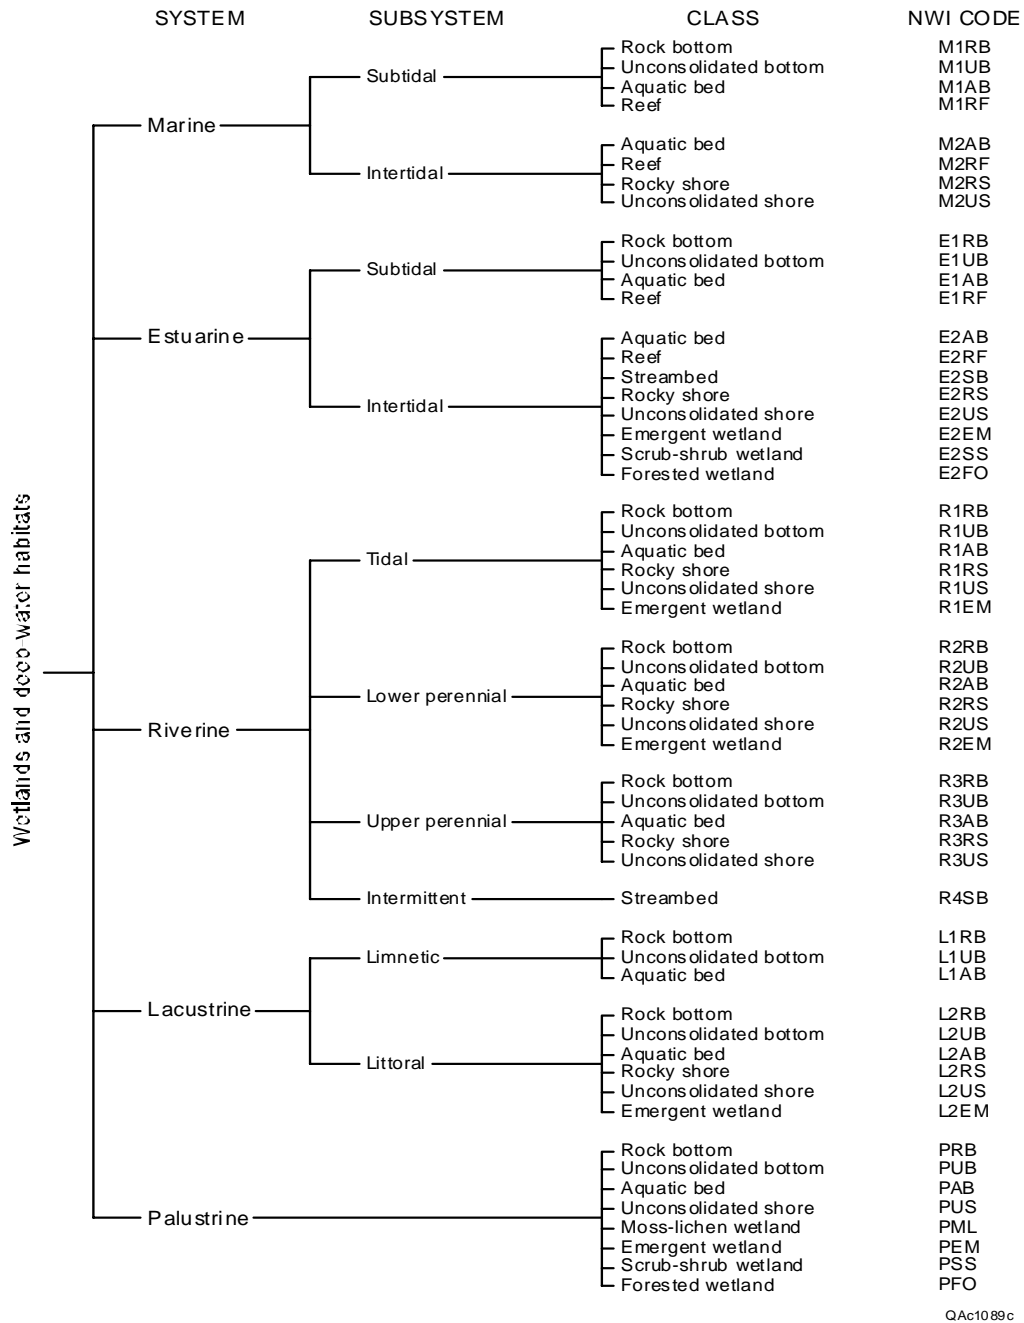 SYSTEM SUBSYSTEM CLASS NWI CODE
Rock bottom M1RB
Unconsolidated bottom M1UB
Subtidal
Aquatic bed M1AB
Reef M1RF
Marine
Aquatic bed M2AB
Reef M2RF
Intertidal
Rocky shore M2RS
Unconsolidated shore M2US
Rock bottom E1RB
Unconsolidated bottom E1UB
Subtidal
Aquatic bed E1AB
Reef E1RF
Estuarine
Aquatic bed E2AB
Reef E2RF
Streambed E2SB
Rocky shore E2RS
Intertidal
Unconsolidated shore E2US
Emergent wetland E2EM
Scrub-shrub wetland E2SS
Forested wetland E2FO
Wetlands and deep-water habitats
Rock bottom R1RB
Unconsolidated bottom R1UB
Aquatic bed R1AB
Tidal
Rocky shore R1RS
Unconsolidated shore R1US
Emergent wetland R1EM
Rock bottom R2RB
Unconsolidated bottom R2UB
Aquatic bed R2AB
Lower perennial
Rocky shore R2RS
Unconsolidated shore R2US
Riverine
Emergent wetland R2EM
Rock bottom R3RB
Unconsolidated bottom R3UB
Upper perennial Aquatic bed R3AB
Rocky shore R3RS
Unconsolidated shore R3US
Intermittent Streambed R4SB
Rock bottom L1RB
Limnetic Unconsolidated bottom L1UB
Aquatic bed L1AB
Lacustrine
Rock bottom L2RB
Unconsolidated bottom L2UB
Aquatic bed L2AB
Littoral
Rocky shore L2RS
Unconsolidated shore L2US
Emergent wetland L2EM
Rock bottom PRB
Unconsolidated bottom PUB
Aquatic bed PAB
Unconsolidated shore PUS
Palustrine
Moss-lichen wetland PML
Emergent wetland PEM
Scrub-shrub wetland PSS
Forested wetland PFO
QAc1089c